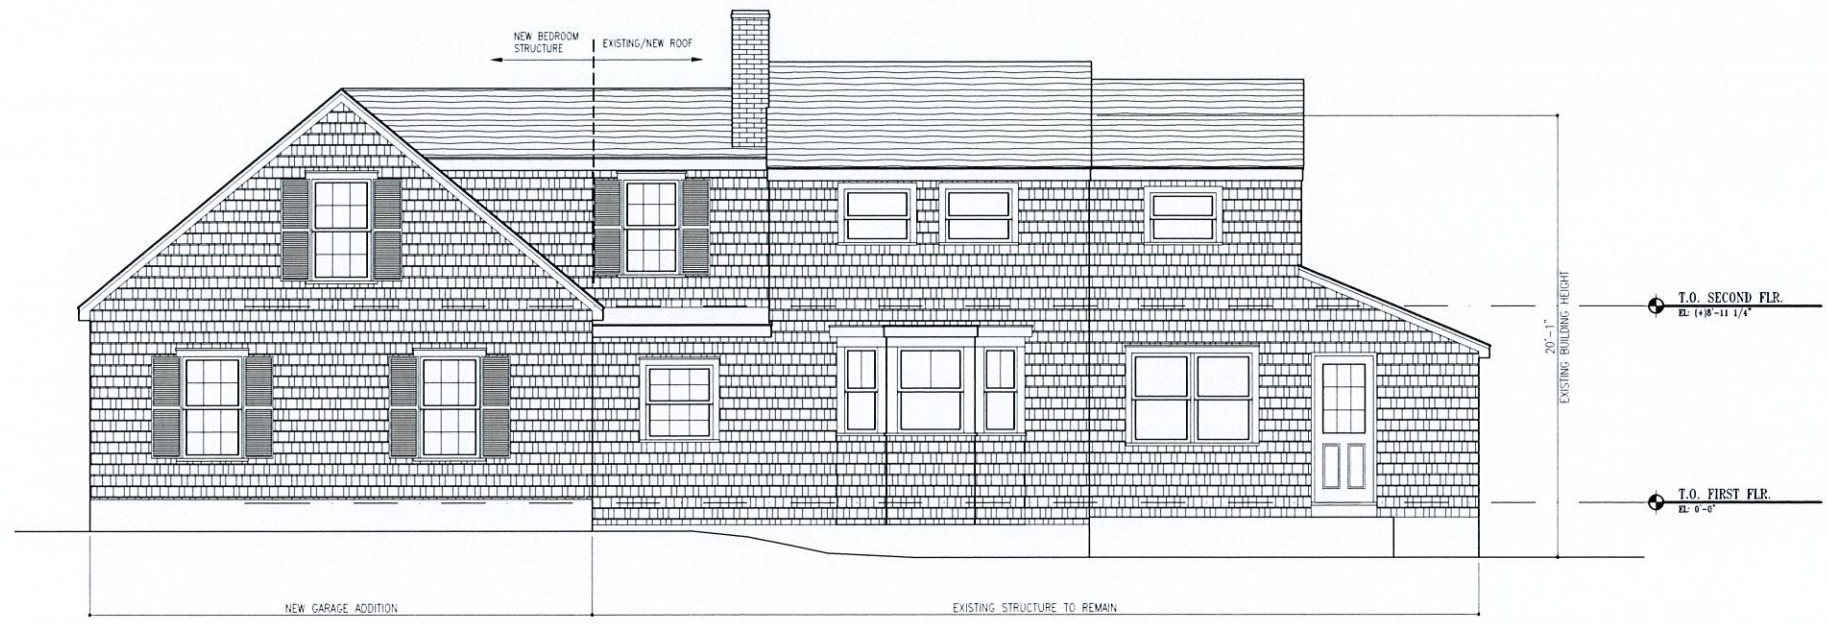 NEW BEDROOM
STRUCTURE
EXISTING/NEW ROOF
20'-1"
EXISTING BUILDING HEIGHT
T.O. SECOND FLR.
EL: (+)8'-11 1/4"
T.O. FIRST FLR.
EL: 0'-0"
NEW GARAGE ADDITION
EXISTING STRUCTURE TO REMAIN